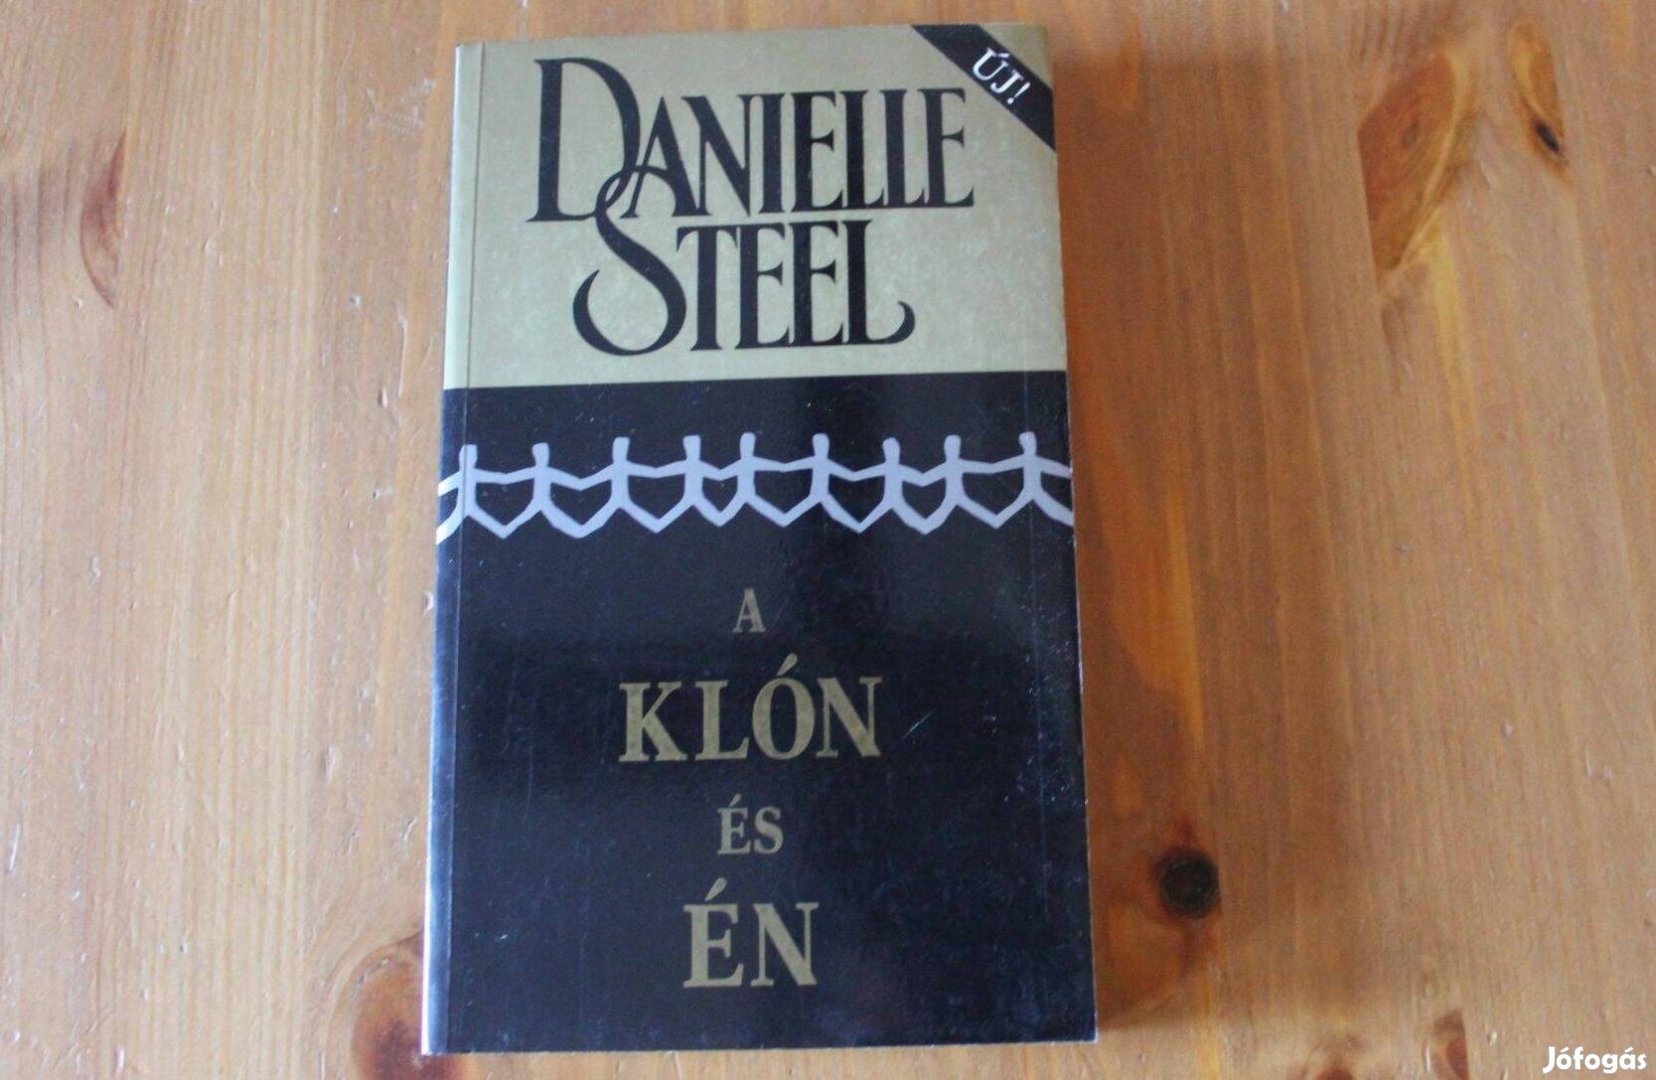 ÚJ!
DANIELLE
STEEL
A
KLÓN
ÉS
ÉN
Jófogás